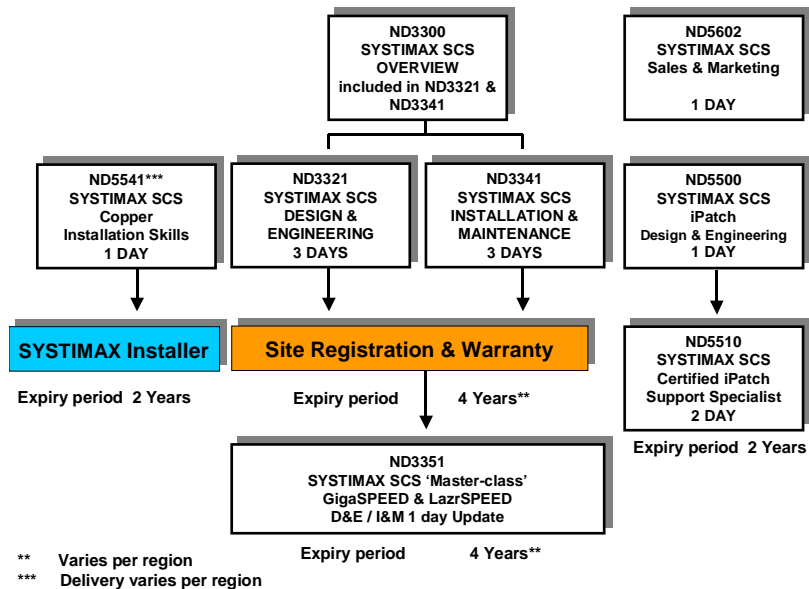 ND3300
SYSTIMAX SCS
OVERVIEW
included in ND3321 &
ND3341
ND5602
SYSTIMAX SCS
Sales & Marketing
1 DAY
ND5541***
SYSTIMAX SCS
Copper
Installation Skills
1 DAY
ND3321
SYSTIMAX SCS
DESIGN &
ENGINEERING
3 DAYS
ND3341
SYSTIMAX SCS
INSTALLATION &
MAINTENANCE
3 DAYS
ND5500
SYSTIMAX SCS
iPatch
Design & Engineering
1 DAY
SYSTIMAX Installer
Expiry period 2 Years
Site Registration & Warranty
Expiry period 4 Years**
ND5510
SYSTIMAX SCS
Certified iPatch
Support Specialist
2 DAY
Expiry period 2 Years
ND3351
SYSTIMAX SCS ‘Master-class’
GigaSPEED & LazrSPEED
D&E / I&M 1 day Update
Expiry period 4 Years**
** Varies per region
*** Delivery varies per region